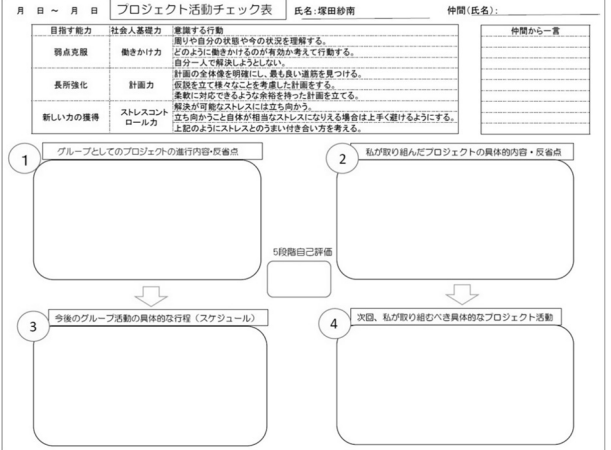 月 日～ 月 日 プロジェクト活動チェック表 氏名:塚田紗南 仲間(氏名):
目指す能力 社会人基礎力 意識する行動 仲間から一言
周りや自分の状態や今の状況を理解する。
弱点克服 働きかけ力 どのように働きかけるのが有効か考えて行動する。
自分一人で解決しようとしない。
計画の全体像を明確にし、最も良い道筋を見つける。
長所強化 計画力 仮説を立て様々なことを考慮した計画をする。
柔軟に対応できるような余裕を持った計画を立てる。
解決が可能なストレスには立ち向かう。
新しい力の獲得 ストレスコントロール力 立ち向かうこと自体が相当なストレスになりえる場合は上手く避けるようにする。
上記のようにストレスとのうまい付き合い方を考える。
1 グループとしてのプロジェクトの進行内容・反省点
2 私が取り組んだプロジェクトの具体的内容・反省点
5段階自己評価
3 今後のグループ活動の具体的な行程（スケジュール）
4 次回、私が取り組むべき具体的なプロジェクト活動